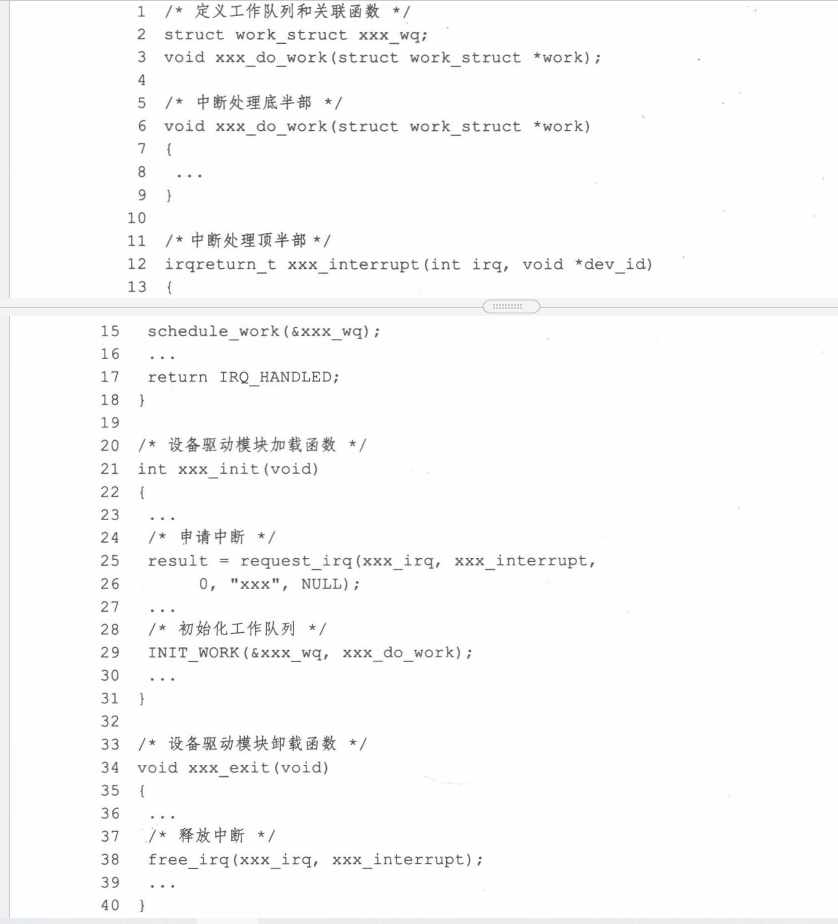 1 /* 定义工作队列和关联函数 */
2 struct work_struct xxx_wq;
3 void xxx_do_work(struct work_struct *work);
4
5 /* 中断处理底半部 */
6 void xxx_do_work(struct work_struct *work)
7 {
8 ...
9 }
10
11 /*中断处理顶半部*/
12 irqreturn_t xxx_interrupt(int irq, void *dev_id)
13 {
15 schedule_work(&xxx_wq);
16 ...
17 return IRQ_HANDLED;
18 }
19
20 /* 设备驱动模块加载函数 */
21 int xxx_init(void)
22 {
23 ...
24 /* 申请中断 */
25 result = request_irq(xxx_irq, xxx_interrupt,
26 0, "xxx", NULL);
27 ...
28 /* 初始化工作队列 */
29 INIT_WORK(&xxx_wq, xxx_do_work);
30 ...
31 }
32
33 /* 设备驱动模块卸载函数 */
34 void xxx_exit(void)
35 {
36 ...
37 /* 释放中断 */
38 free_irq(xxx_irq, xxx_interrupt);
39 ...
40 }